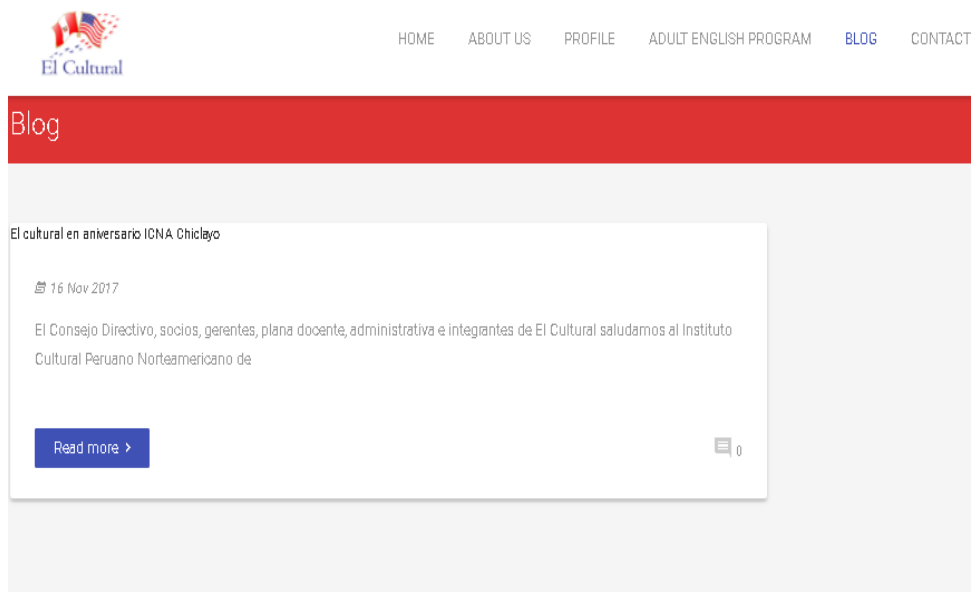 El Cultural
HOME ABOUT US PROFILE ADULT ENGLISH PROGRAM BLOG CONTACT
Blog
El cultural en aniversario ICNA Chiclayo
16 Nov 2017
El Consejo Directivo, socios, gerentes, plana docente, administrativa e integrantes de El Cultural saludamos al Instituto
Cultural Peruano Norteamericano de
Read more >
0